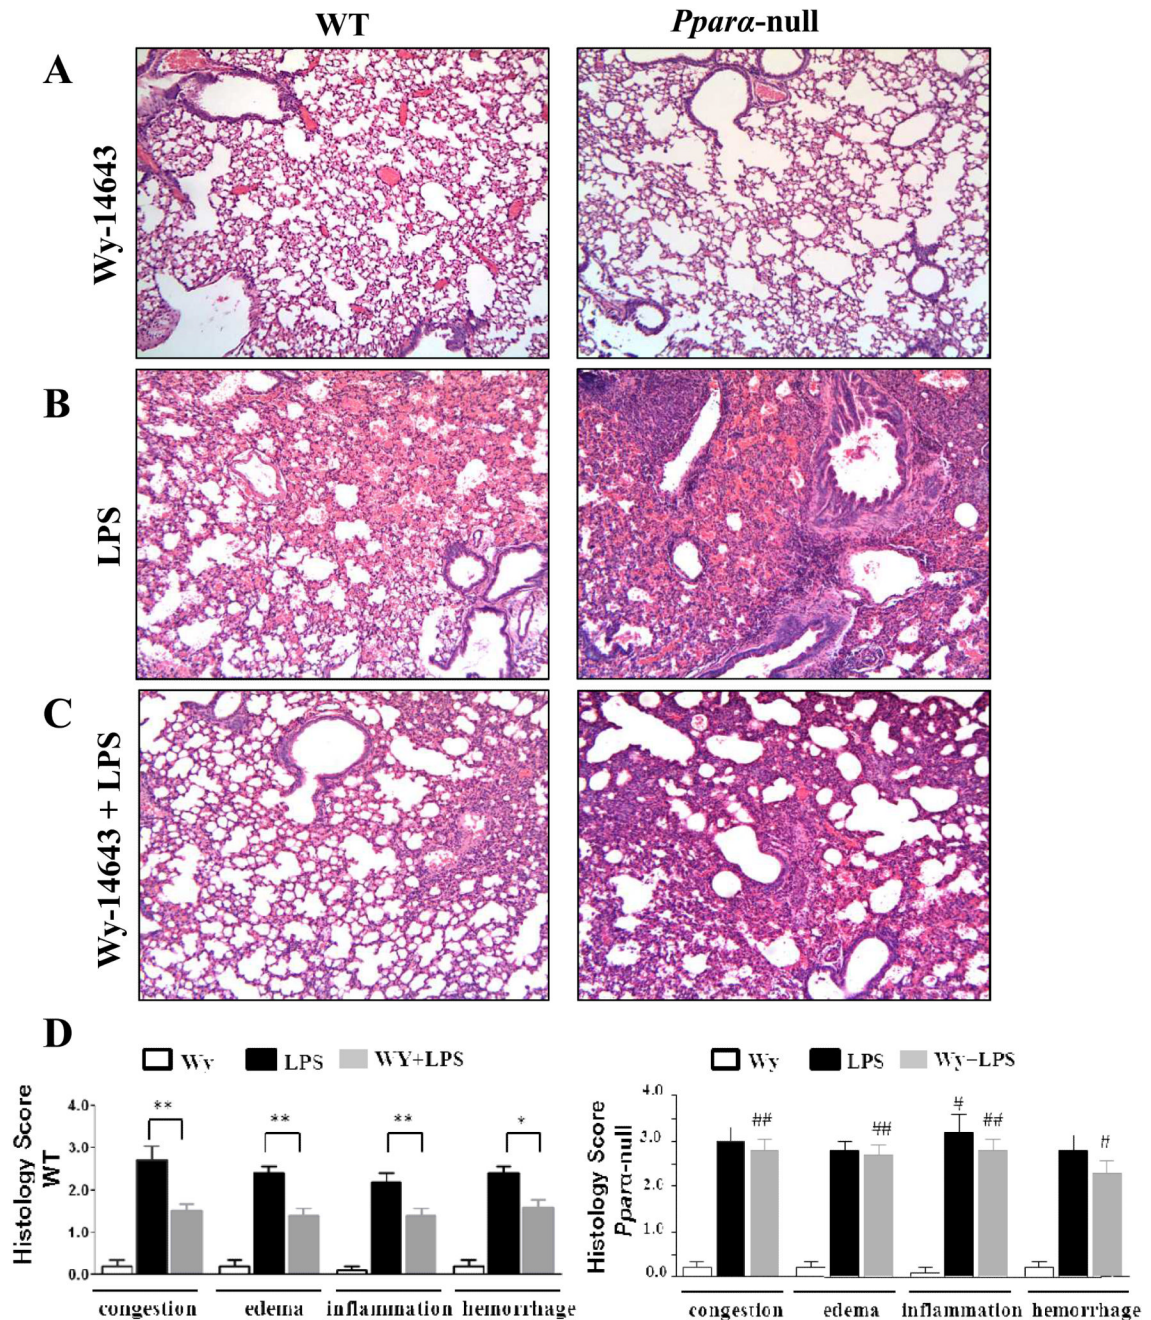 WT
Pparα-null
A
Wy-14643
B
LPS
C
Wy-14643 + LPS
D
Wy LPS WY+LPS
Histology Score
WT
4.0
3.0
2.0
1.0
0.0
** ** ** *
congestion edema inflammation hemorrhage
Wy LPS Wy−LPS
Histology Score
Pparα-null
4.0
3.0
2.0
1.0
0.0
## ## # ## #
congestion edema inflammation hemorrhage